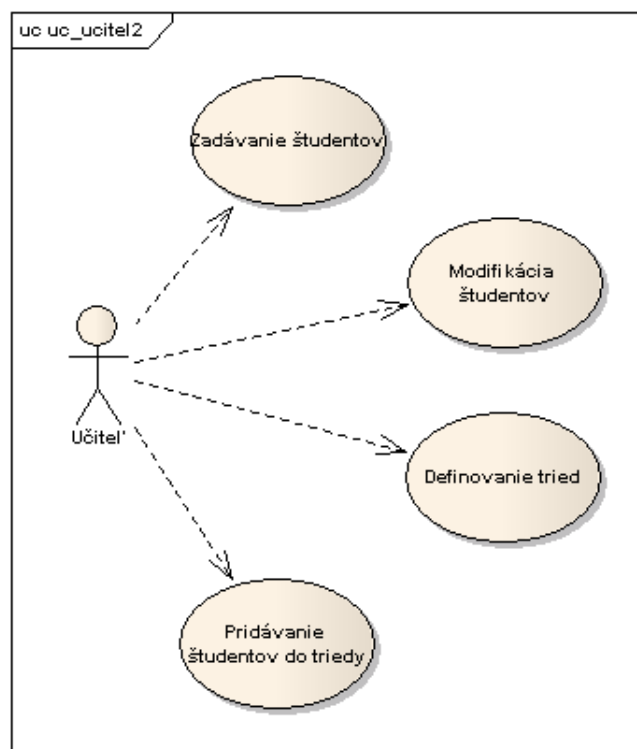 uc uc_ucitel2
Zadávanie študentov
Modifikácia
študentov
Učiteľ
Definovanie tried
Pridávanie
študentov do triedy